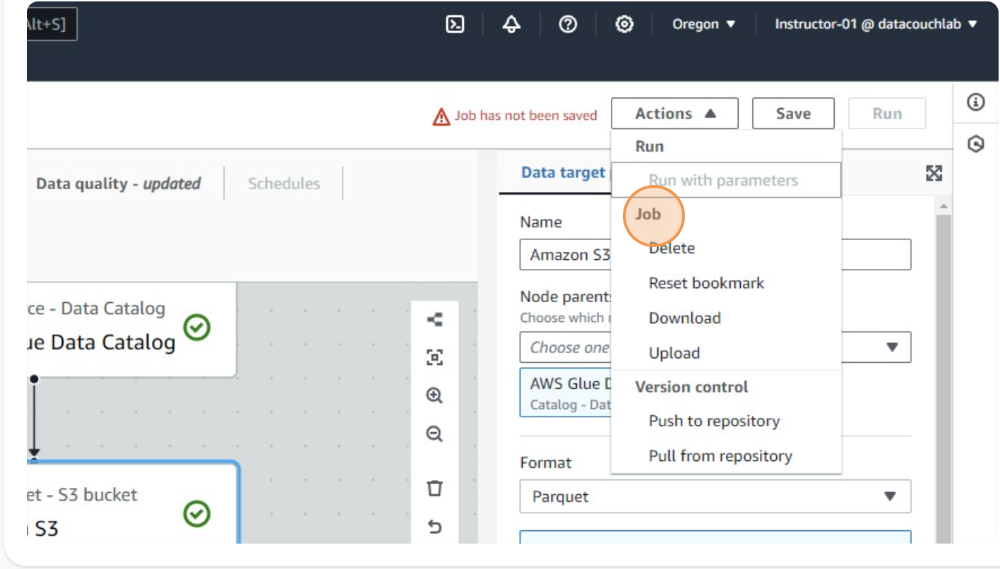 Alt+S]
Oregon ▼
Instructor-01 @ datacouchlab ▼
Job has not been saved
Actions ▲
Save
Run
Run
Run with parameters
Job
Delete
Reset bookmark
Download
Upload
Version control
Push to repository
Pull from repository
Data quality - updated
Schedules
Data target
Name
Amazon S3
Node parents
Choose which
Choose one
AWS Glue D
Catalog - Dat
Format
Parquet
ce - Data Catalog
ue Data Catalog
et - S3 bucket
S3